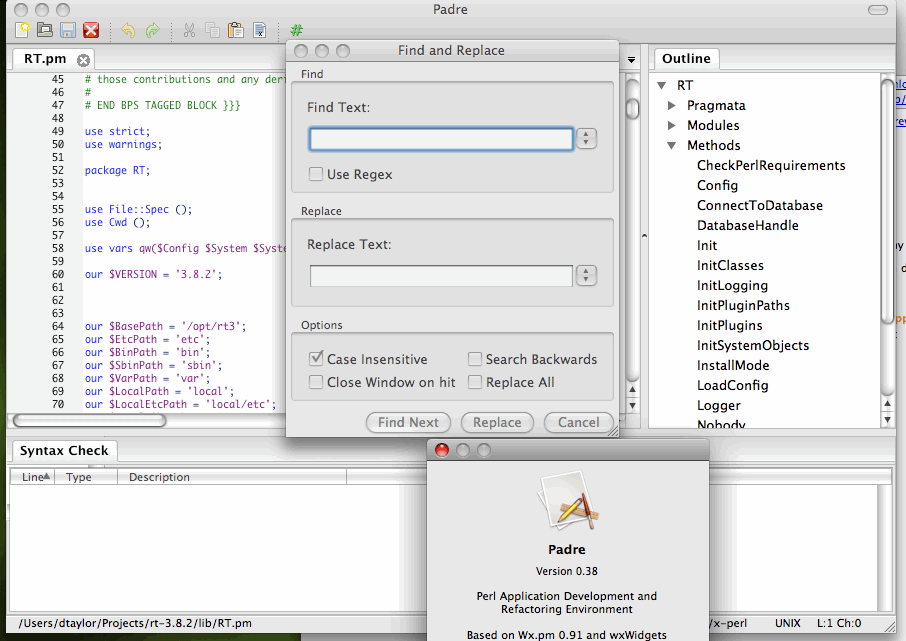 Padre
RT.pm
45 # those contributions and any der
46 #
47 # END BPS TAGGED BLOCK }}}
48
49 use strict;
50 use warnings;
51
52 package RT;
53
54
55 use File::Spec ();
56 use Cwd ();
57
58 use vars qw($Config $System $Syst
59
60 our $VERSION = '3.8.2';
61
62
63
64 our $BasePath = '/opt/rt3';
65 our $EtcPath = 'etc';
66 our $BinPath = 'bin';
67 our $SbinPath = 'sbin';
68 our $VarPath = 'var';
69 our $LocalPath = 'local';
70 our $LocalEtcPath = 'local/etc';
Find and Replace
Find
Find Text:
Use Regex
Replace
Replace Text:
Options
Case Insensitive
Search Backwards
Close Window on hit
Replace All
Find Next
Replace
Cancel
Outline
RT
Pragmata
Modules
Methods
CheckPerlRequirements
Config
ConnectToDatabase
DatabaseHandle
Init
InitClasses
InitLogging
InitPluginPaths
InitPlugins
InitSystemObjects
InstallMode
LoadConfig
Logger
Nobody
Syntax Check
Line
Type
Description
Padre
Version 0.38
Perl Application Development and
Refactoring Environment
Based on Wx.pm 0.91 and wxWidgets
/Users/dtaylor/Projects/rt-3.8.2/lib/RT.pm
/x-perl
UNIX
L:1 Ch:0